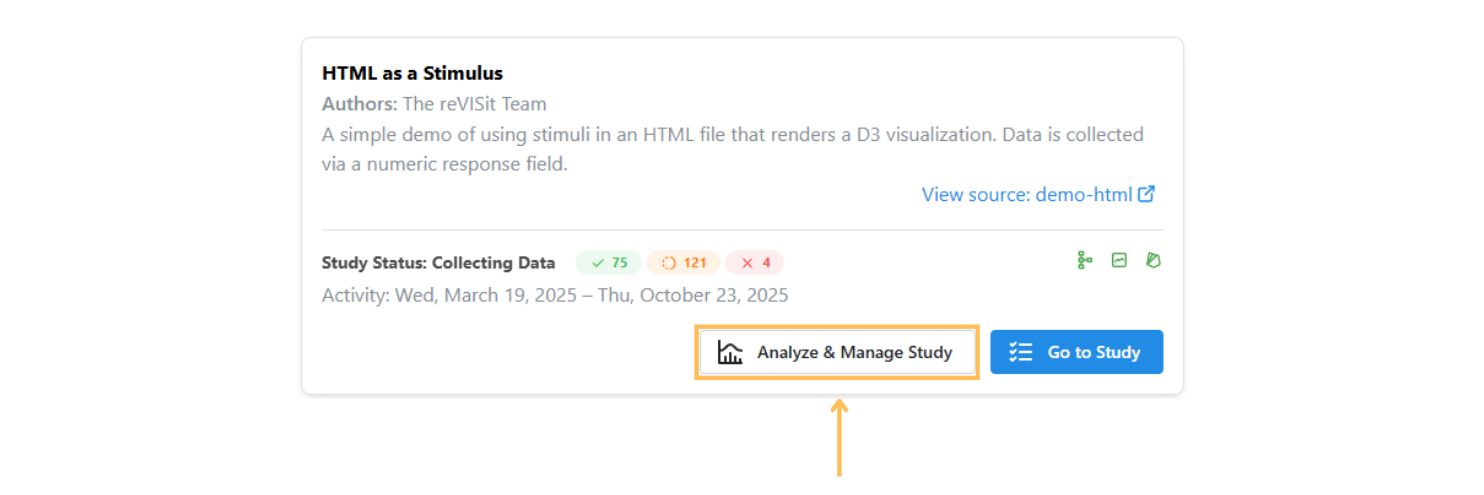 HTML as a Stimulus
Authors: The reVISit Team
A simple demo of using stimuli in an HTML file that renders a D3 visualization. Data is collected
via a numeric response field.
View source: demo-html
Study Status: Collecting Data 75 121 4
Activity: Wed, March 19, 2025 – Thu, October 23, 2025
Analyze & Manage Study Go to Study